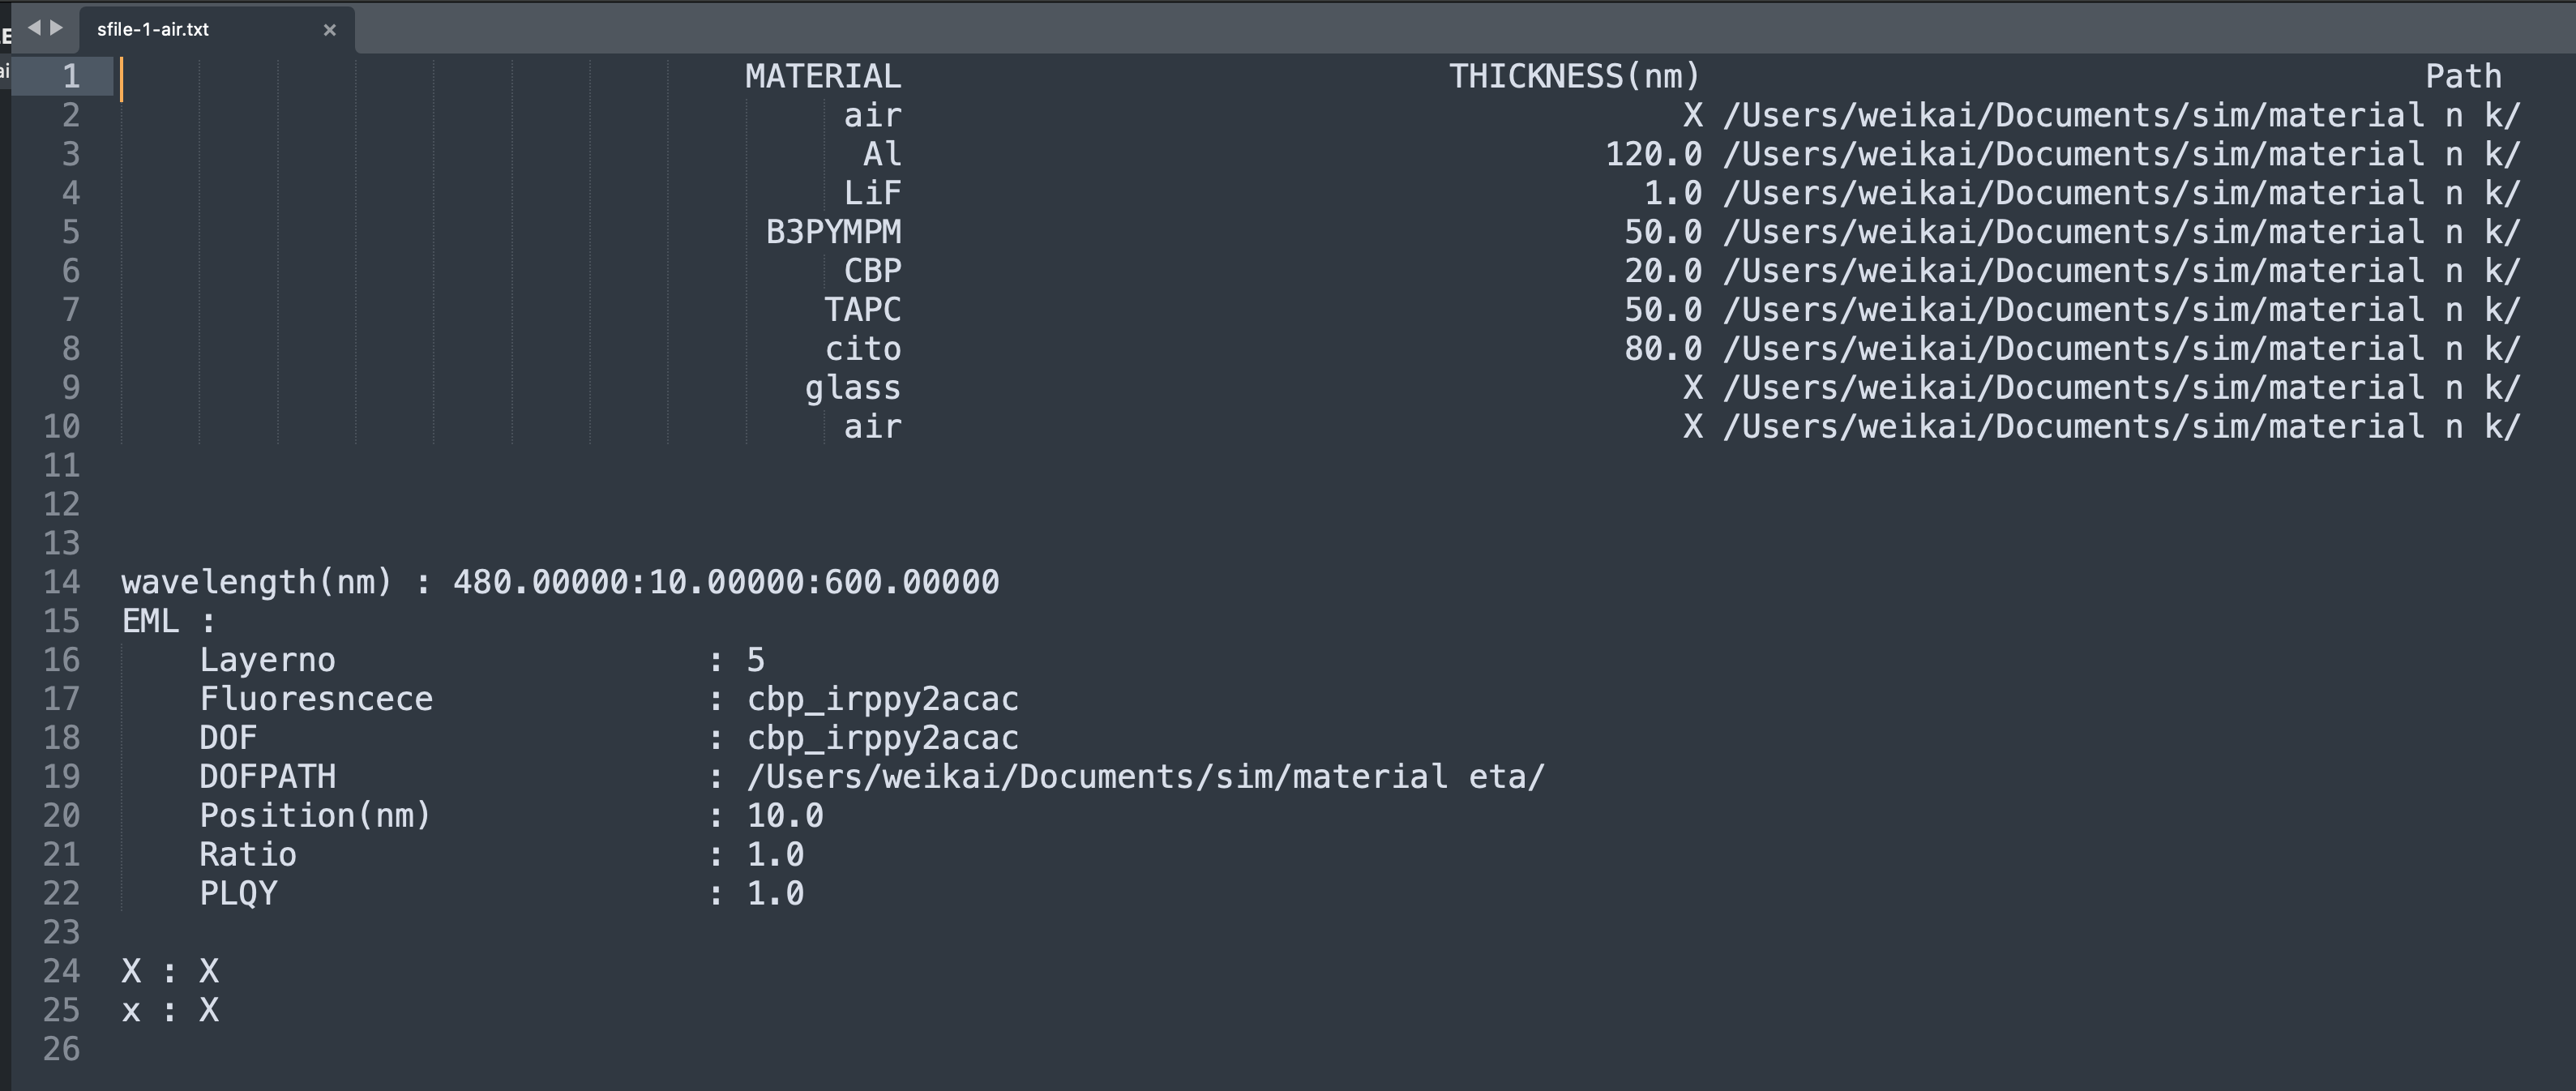 sfile-1-air.txt ×
1 MATERIAL THICKNESS(nm) Path
2 air X /Users/weikai/Documents/sim/material n k/
3 Al 120.0 /Users/weikai/Documents/sim/material n k/
4 LiF 1.0 /Users/weikai/Documents/sim/material n k/
5 B3PYMPM 50.0 /Users/weikai/Documents/sim/material n k/
6 CBP 20.0 /Users/weikai/Documents/sim/material n k/
7 TAPC 50.0 /Users/weikai/Documents/sim/material n k/
8 cito 80.0 /Users/weikai/Documents/sim/material n k/
9 glass X /Users/weikai/Documents/sim/material n k/
10 air X /Users/weikai/Documents/sim/material n k/
11
12
13
14 wavelength(nm) : 480.00000:10.00000:600.00000
15 EML :
16 Layerno : 5
17 Fluoresncece : cbp_irppy2acac
18 DOF : cbp_irppy2acac
19 DOFPATH : /Users/weikai/Documents/sim/material eta/
20 Position(nm) : 10.0
21 Ratio : 1.0
22 PLQY : 1.0
23
24 X : X
25 x : X
26